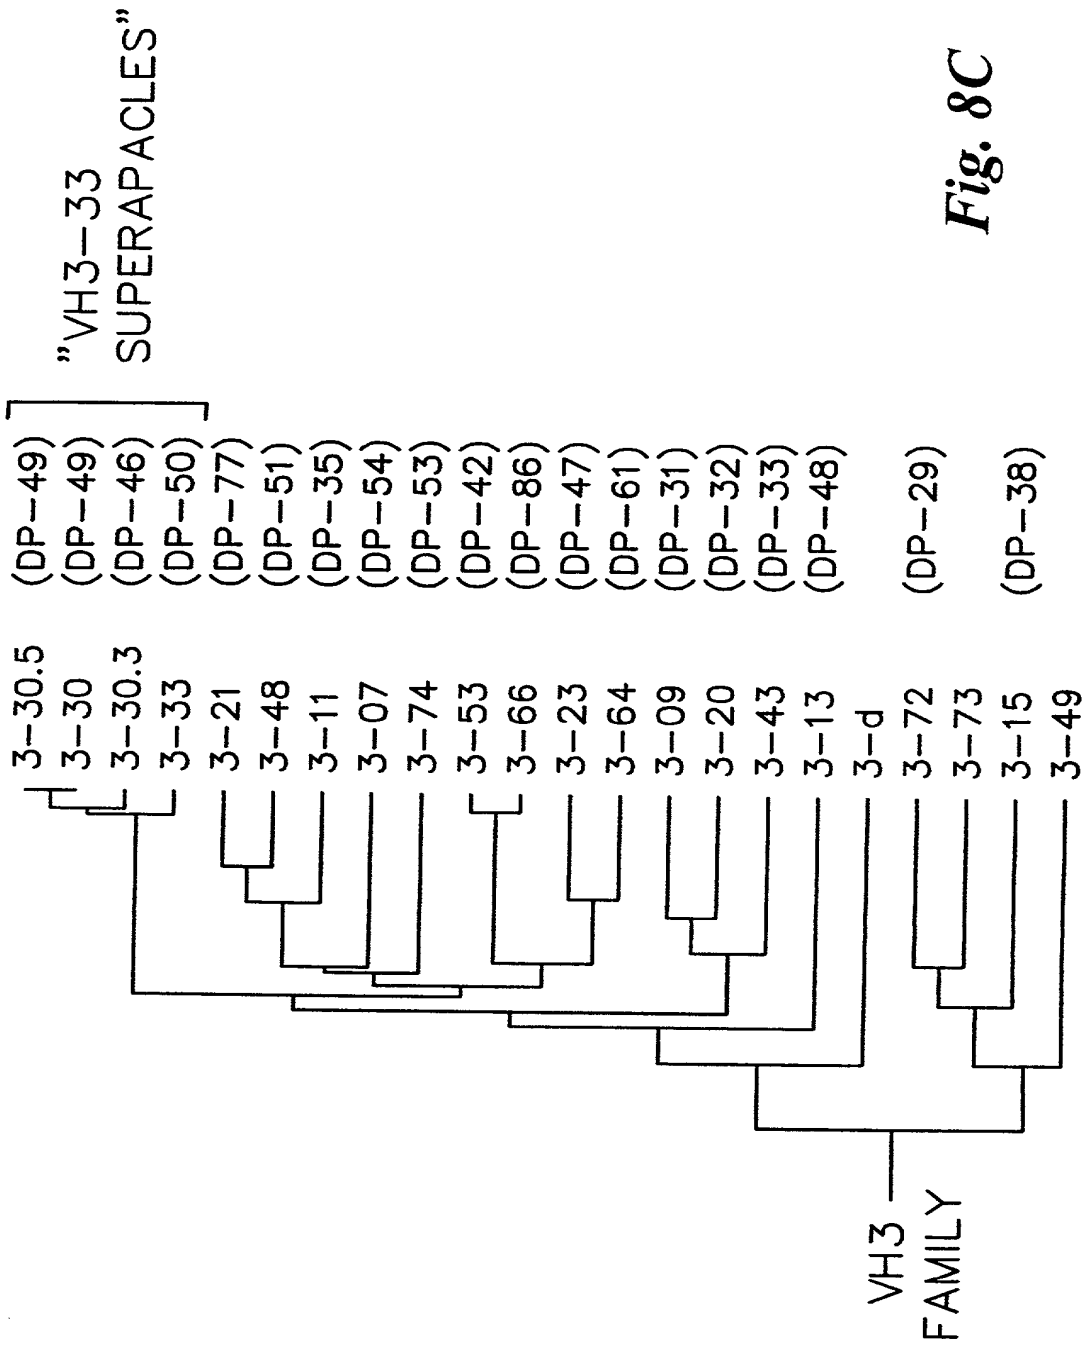 "VH3-33
SUPERAPACLES"
3-30.5 (DP-49)
3-30 (DP-49)
3-30.3 (DP-46)
3-33 (DP-50)
3-21 (DP-77)
3-48 (DP-51)
3-11 (DP-35)
3-07 (DP-54)
3-74 (DP-53)
3-53 (DP-42)
3-66 (DP-86)
3-23 (DP-47)
3-64 (DP-61)
3-09 (DP-31)
3-20 (DP-32)
3-43 (DP-33)
3-13 (DP-48)
3-d
3-72 (DP-29)
3-73
3-15 (DP-38)
3-49
VH3
FAMILY
Fig. 8C